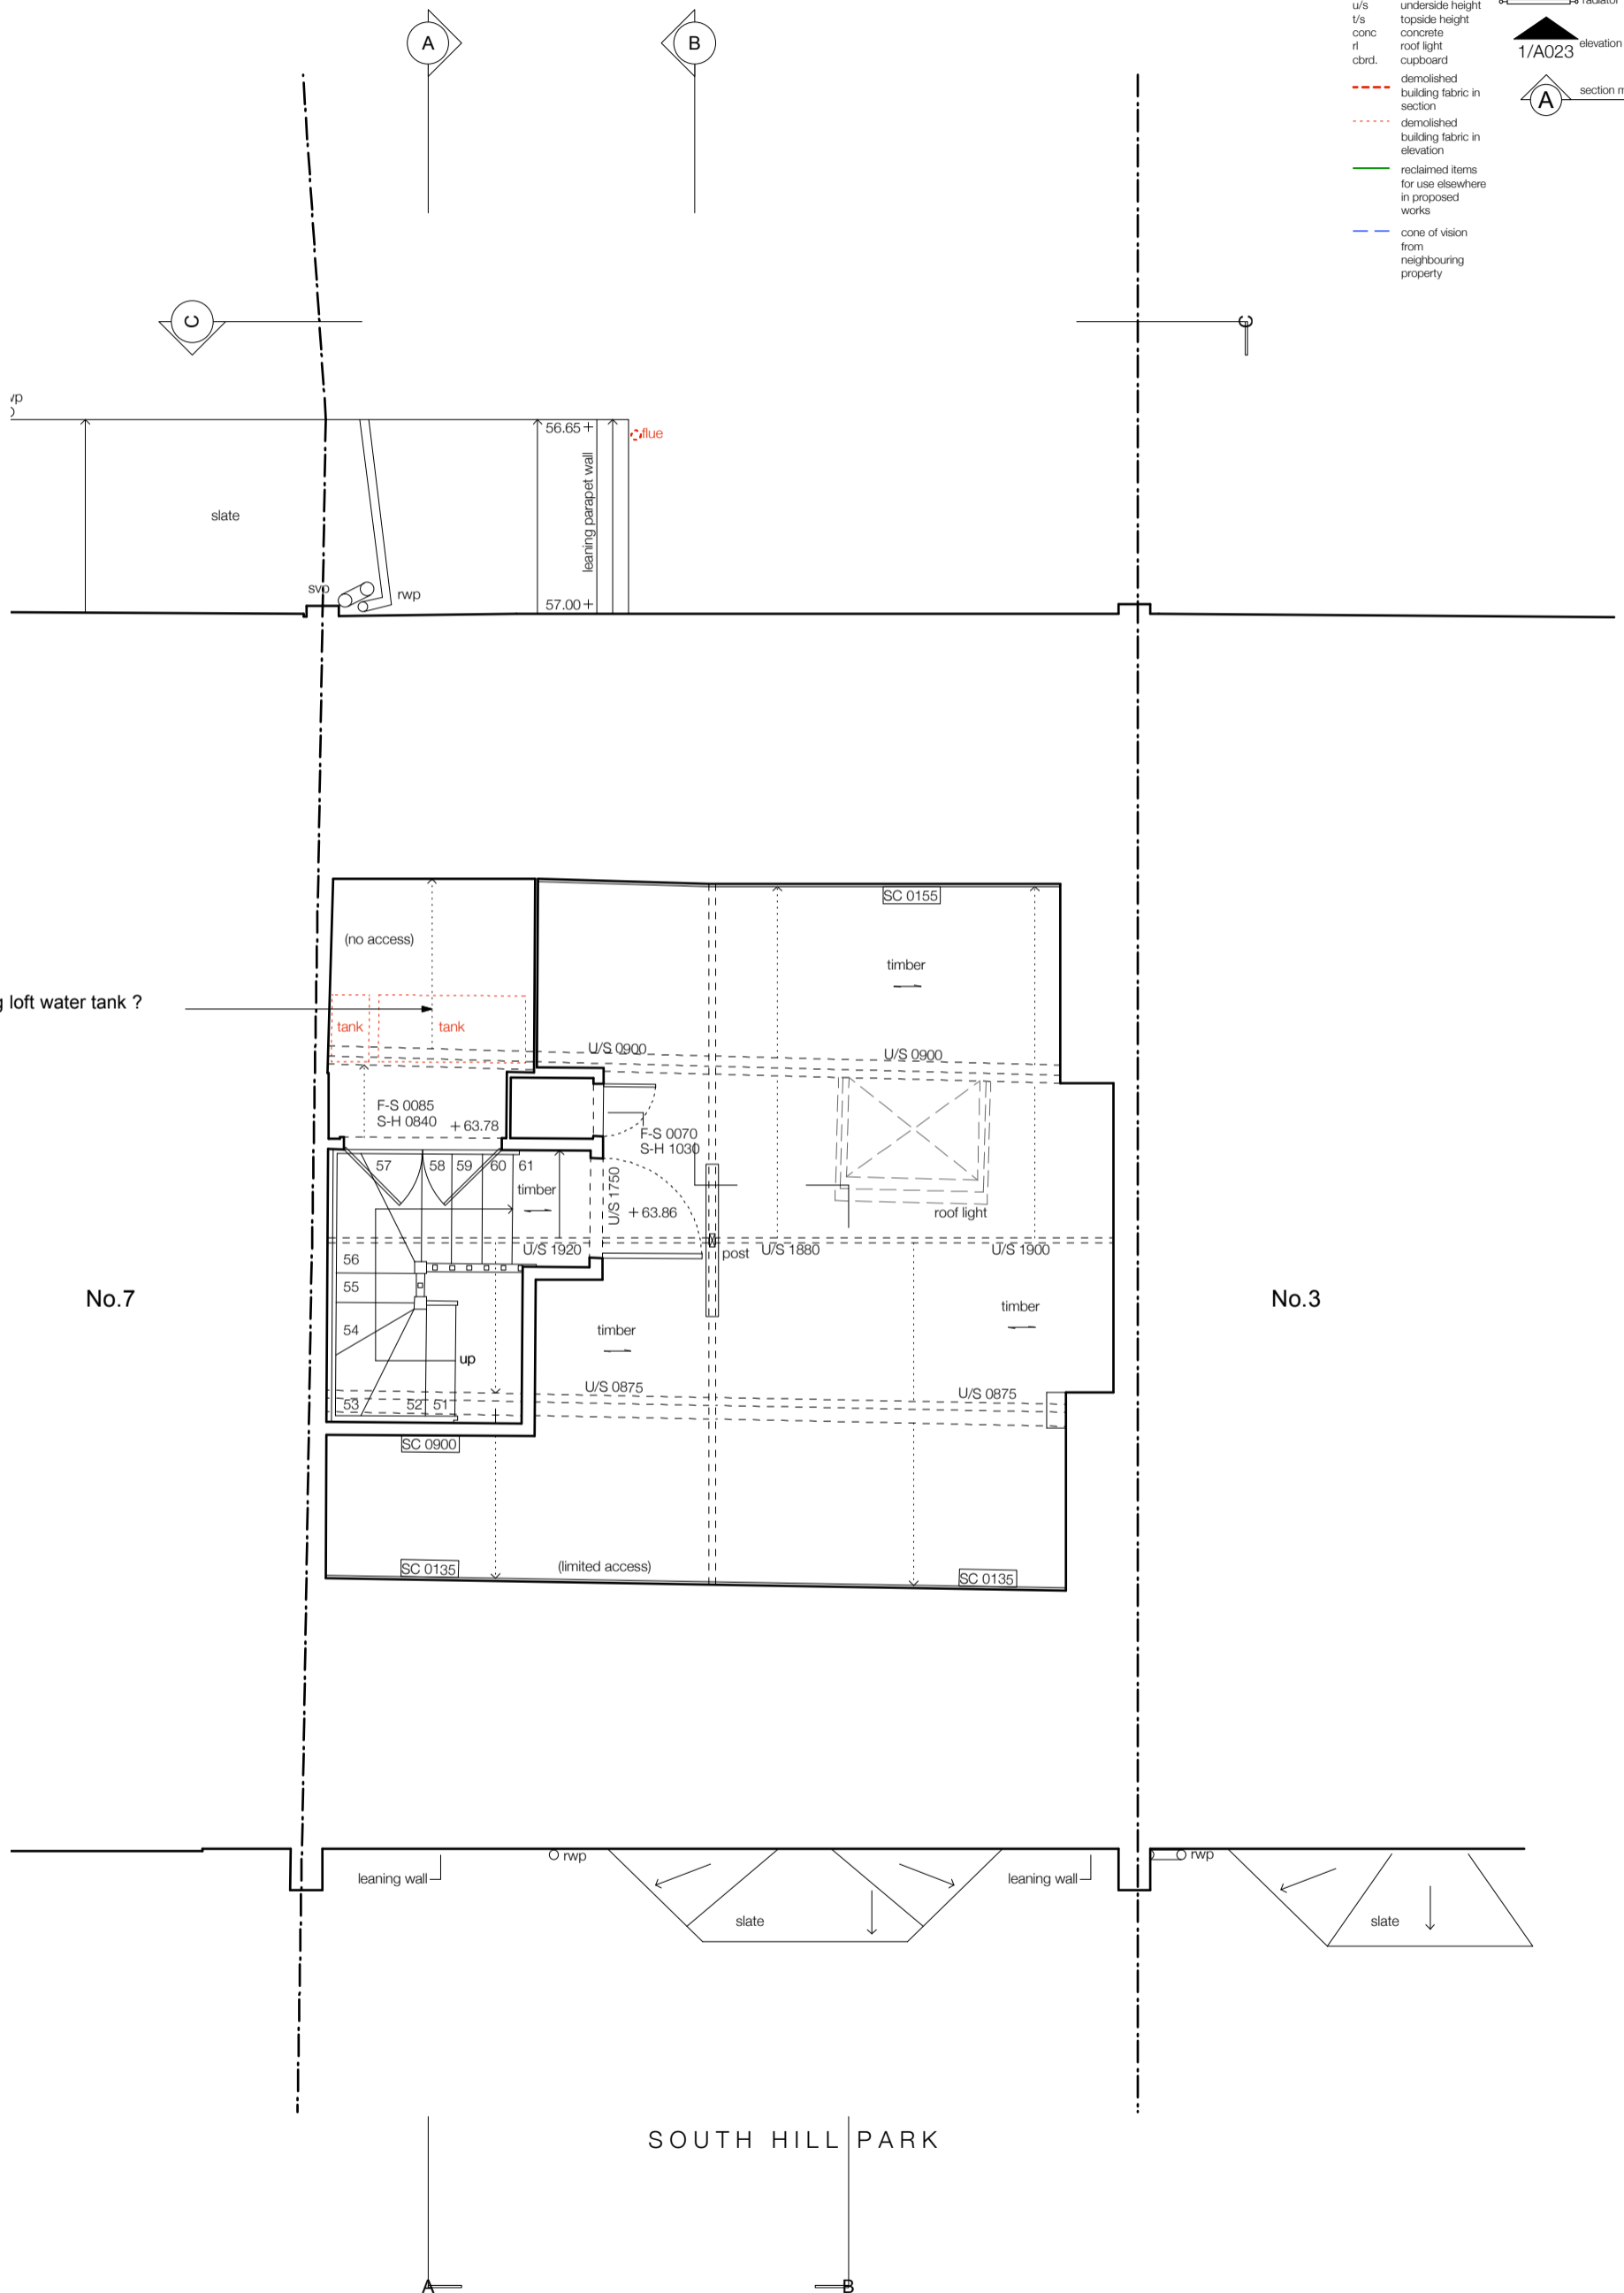 A
B
u/s underside height
t/s topside height
conc concrete
rl roof light
cbrd. cupboard
radiator
1/A023
elevation
A
section m
demolished
building fabric in
section
demolished
building fabric in
elevation
reclaimed items
for use elsewhere
in proposed
works
cone of vision
from
neighbouring
property
C
C
56.65
flue
leaning parapet wall
slate
svp
rwp
57.00
SC 0155
(no access)
timber
g loft water tank ?
tank
tank
U/S 0900
U/S 0900
F-S 0085
S-H 0840
63.78
F-S 0070
S-H 1030
57
58
59
60
61
timber
U/S 1750
63.86
roof light
U/S 1920
post
U/S 1880
U/S 1900
56
55
54
No.7
No.3
timber
timber
up
U/S 0875
U/S 0875
53
52
51
SC 0900
SC 0135
(limited access)
SC 0135
rwp
rwp
leaning wall
leaning wall
slate
slate
SOUTH HILL PARK
A
B